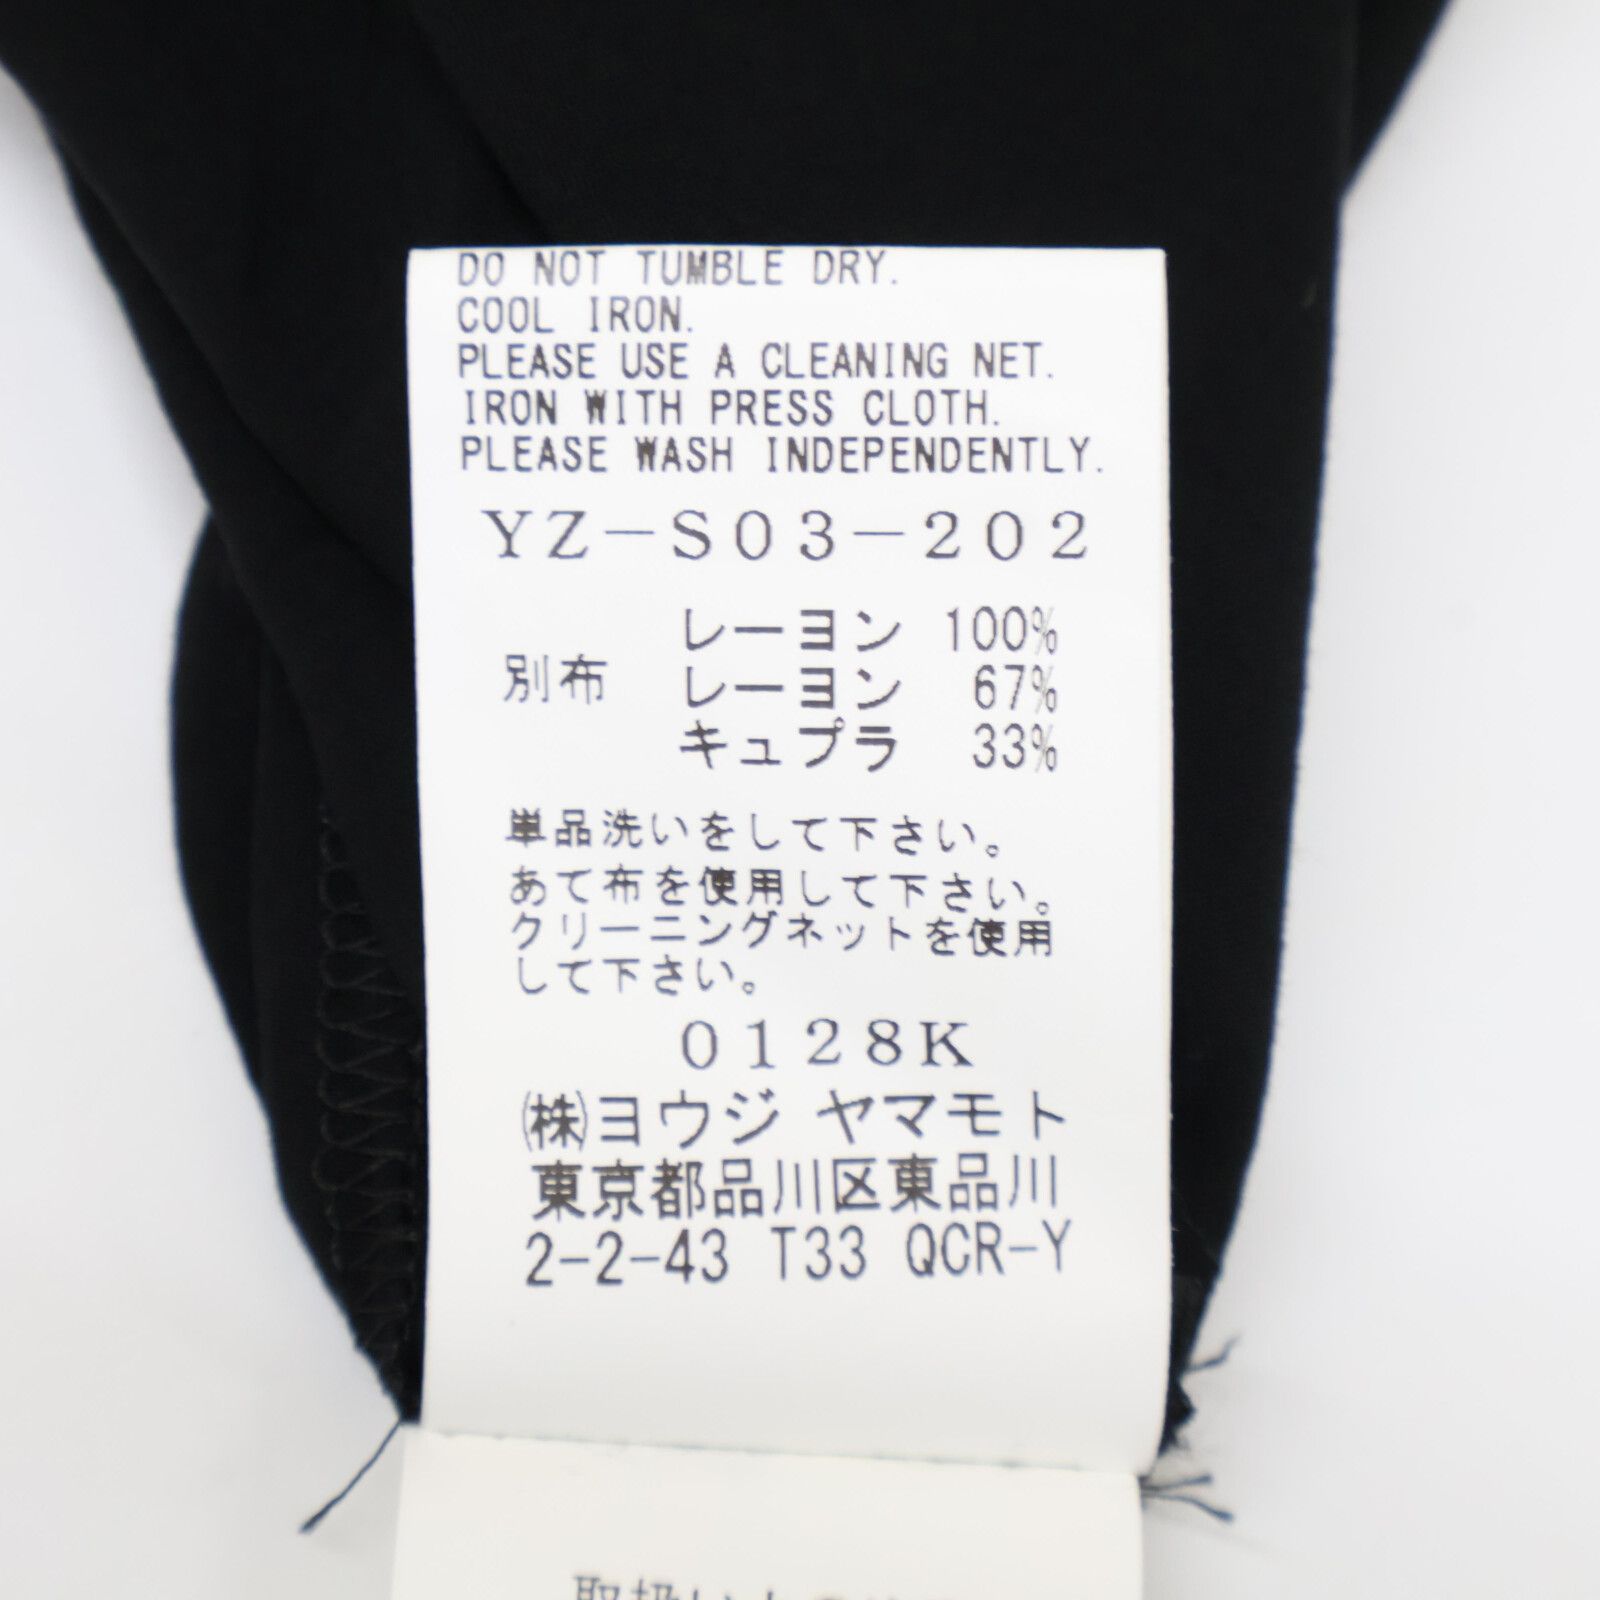 DO NOT TUMBLE DRY.
COOL IRON.
PLEASE USE A CLEANING NET.
IRON WITH PRESS CLOTH.
PLEASE WASH INDEPENDENTLY.
YZ-S03-202
レーヨン 100%
別布 レーヨン 67%
キュプラ 33%
単品洗いをして下さい。
あて布を使用して下さい。
クリーニングネットを使用
して下さい。
0128K
(株)ヨウジ ヤマモト
東京都品川区東品川
2-2-43 T33 QCR-Y